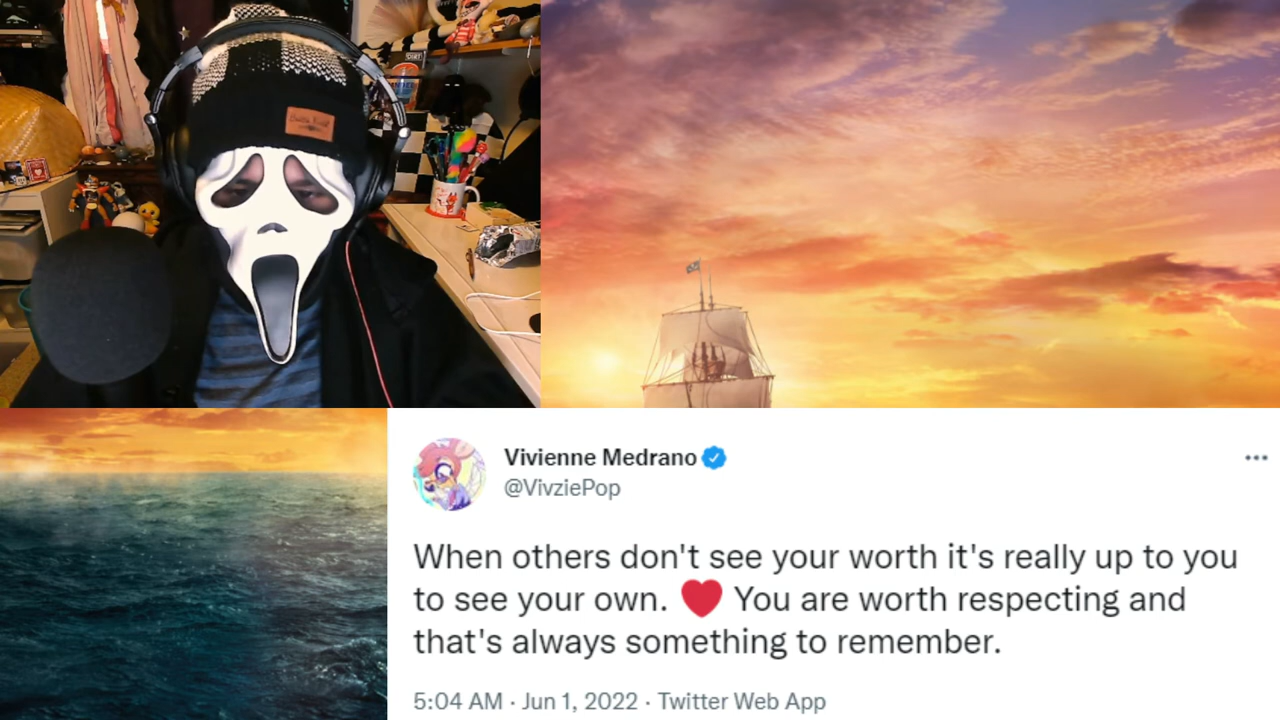 Vivienne Medrano
@VivziePop
When others don't see your worth it's really up to you
to see your own. ❤️ You are worth respecting and
that's always something to remember.
5:04 AM · Jun 1, 2022 · Twitter Web App